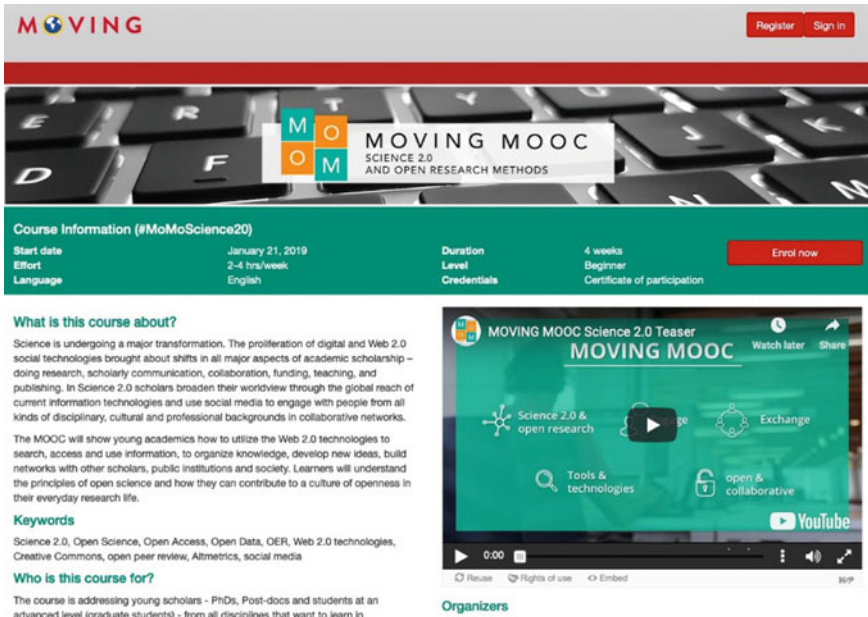 MOVING
Register Sign in
E R T Y
D F J K
N M
M O
O M
MOVING MOOC
SCIENCE 2.0
AND OPEN RESEARCH METHODS
Course Information (#MoMoScience20)
Start date January 21, 2019 Duration 4 weeks Enrol now
Effort 2-4 hrs/week Level Beginner
Language English Credentials Certificate of participation
What is this course about?
Science is undergoing a major transformation. The proliferation of digital and Web 2.0
social technologies brought about shifts in all major aspects of academic scholarship –
doing research, scholarly communication, collaboration, funding, teaching, and
publishing. In Science 2.0 scholars broaden their worldview through the global reach of
current information technologies and use social media to engage with people from all
kinds of disciplinary, cultural and professional backgrounds in collaborative networks.
The MOOC will show young academics how to utilize the Web 2.0 technologies to
search, access and use information, to organize knowledge, develop new ideas, build
networks with other scholars, public institutions and society. Learners will understand
the principles of open science and how they can contribute to a culture of openness in
their everyday research life.
Keywords
Science 2.0, Open Science, Open Access, Open Data, OER, Web 2.0 technologies,
Creative Commons, open peer review, Altmetrics, social media
Who is this course for?
The course is addressing young scholars - PhDs, Post-docs and students at an
advanced level (graduate students) - from all disciplines that want to learn in
MOVING MOOC Science 2.0 Teaser
Watch later Share
MOVING MOOC
Science 2.0 &
open research
Exchange
Tools &
technologies
open &
collaborative
YouTube
0:00
Reuse Rights of use Embed H-P
Organizers